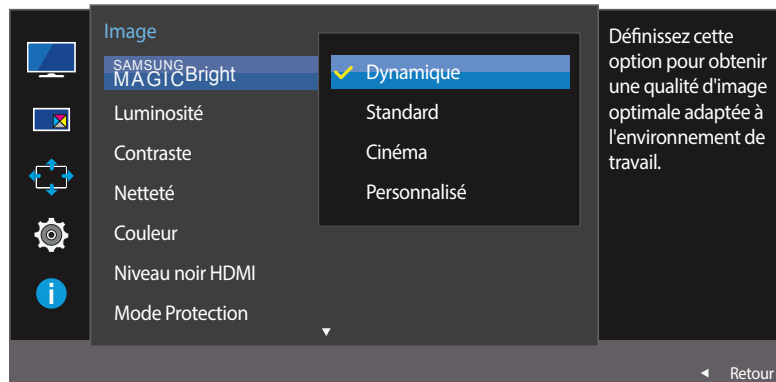 Image
SAMSUNG
MAGICBright
Luminosité
Contraste
Netteté
Couleur
Niveau noir HDMI
Mode Protection
Dynamique
Standard
Cinéma
Personnalisé
Définissez cette
option pour obtenir
une qualité d'image
optimale adaptée à
l'environnement de
travail.
Retour